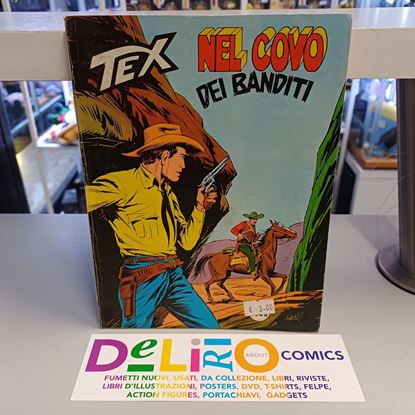 TEX
NEL COVO
DEI BANDITI
€ 3.00
DeLiRiO ABOUT COMICS
FUMETTI NUOVI, USATI, DA COLLEZIONE, LIBRI, RIVISTE,
LIBRI D'ILLUSTRAZIONI, POSTERS, DVD, T-SHIRTS, FELPE,
ACTION FIGURES, PORTACHIAVI, GADGETS